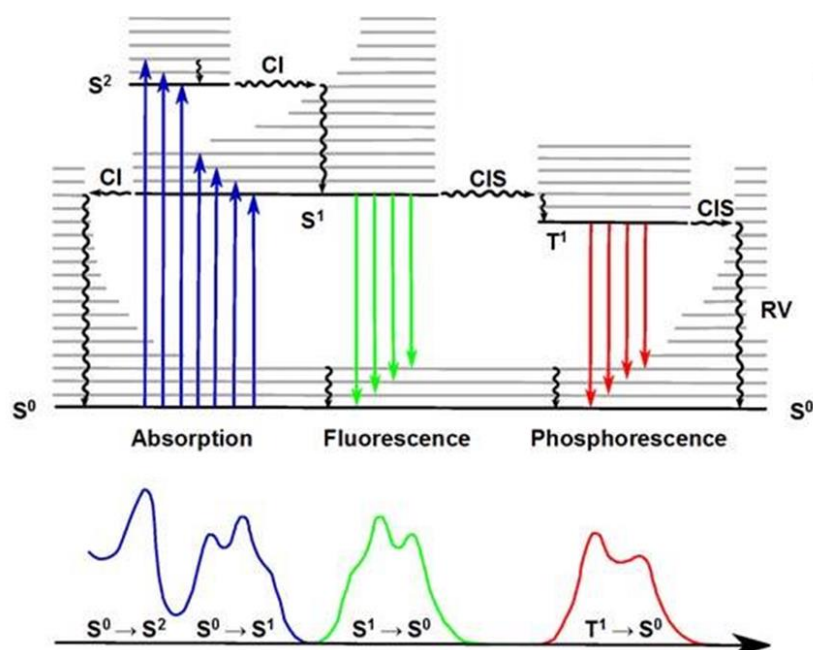 CI
S²
CI
CIS
S¹
T¹
CIS
RV
S⁰
S⁰
Absorption
Fluorescence
Phosphorescence
S⁰ → S²
S⁰ → S¹
S¹ → S⁰
T¹ → S⁰